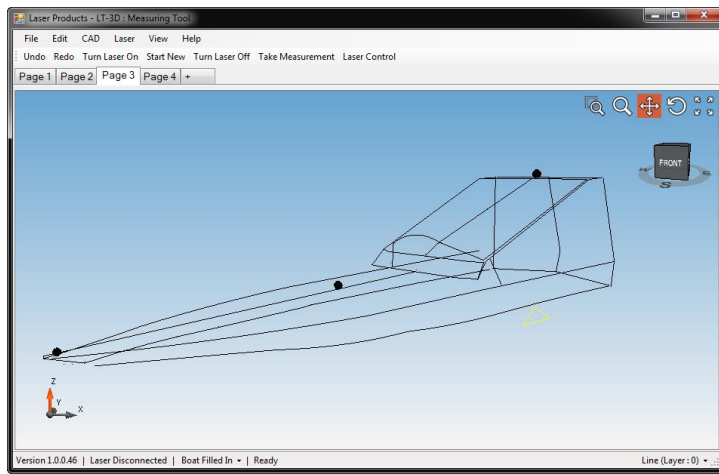 Laser Products - LT-3D : Measuring Tool
File Edit CAD Laser View Help
Undo Redo Turn Laser On Start New Turn Laser Off Take Measurement Laser Control
Page 1 Page 2 Page 3 Page 4 +
FRONT
S
Z
Y
X
Version 1.0.0.46 | Laser Disconnected | Boat Filled In | Ready Line (Layer : 0)